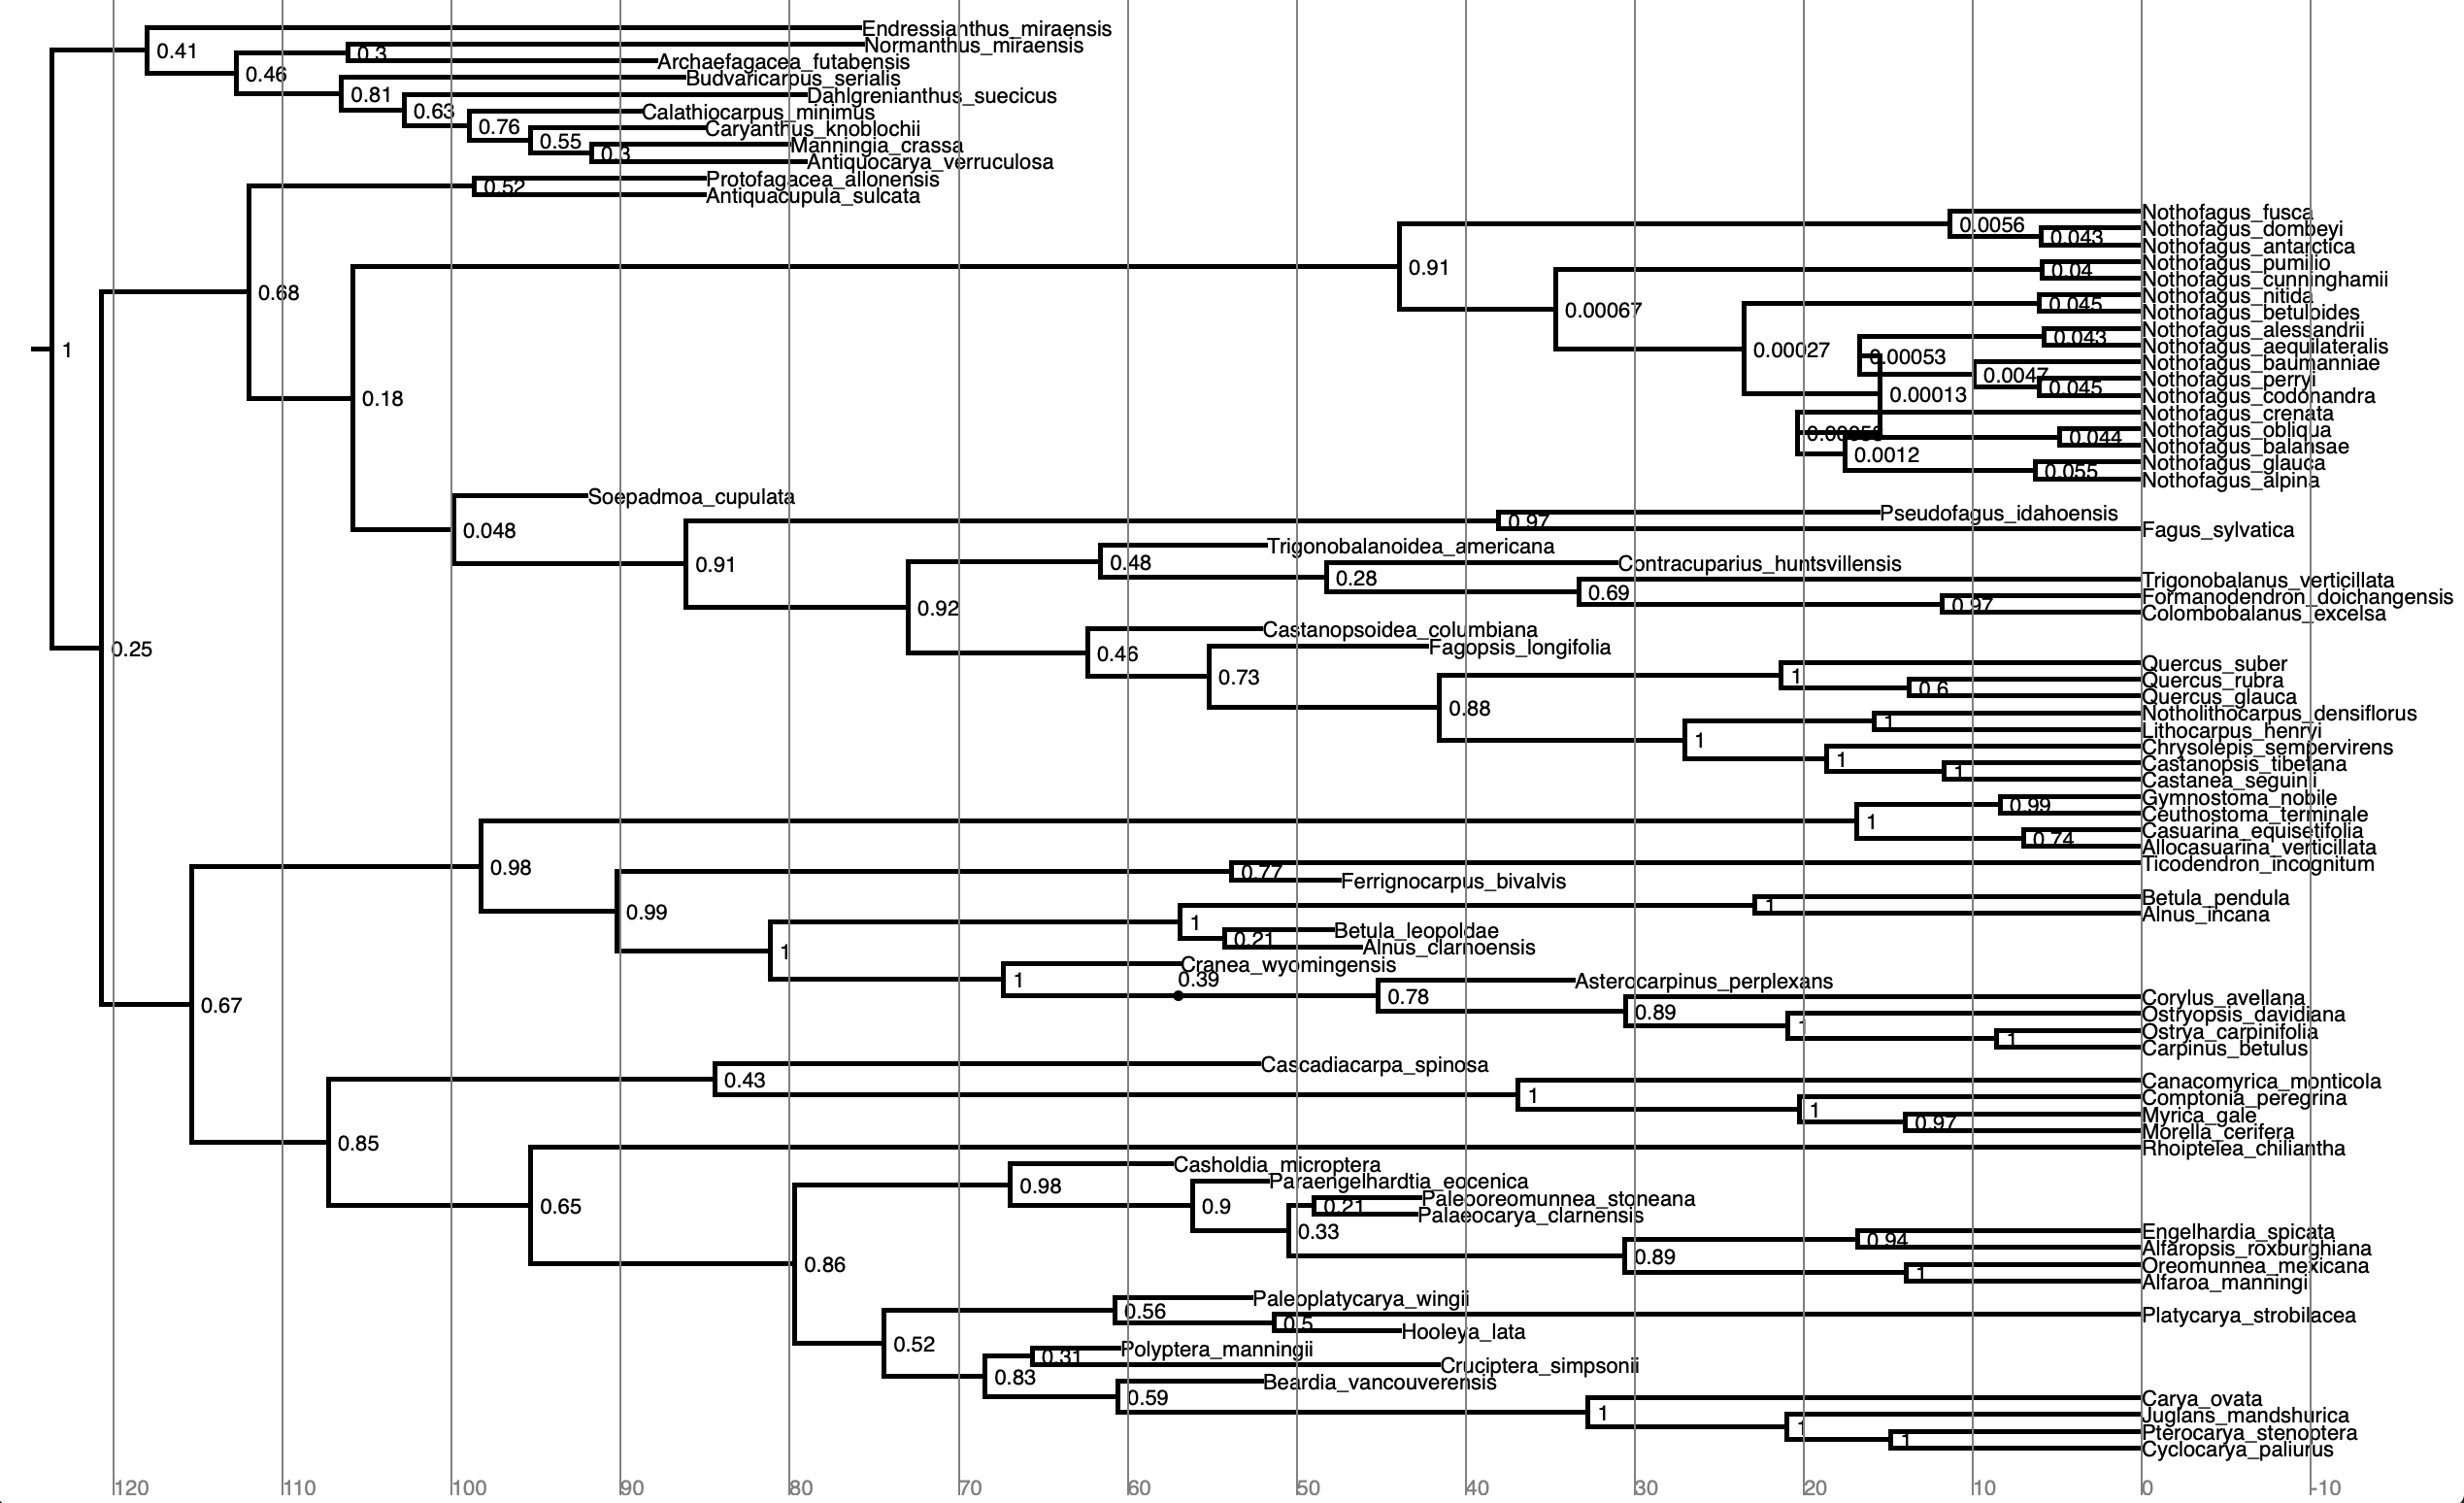 Endressianthus_miraensis
0.41
Normanthus_miraensis
0.3
Archaefagacea_futabensis
0.46
Budvaricarpus_serialis
0.81
Dahlgrenianthus_suecicus
0.63
Calathiocarpus_minimus
0.76
Caryanthus_knoblochii
0.55
Manningia_crassa
0.3
Antiquocarya_verruculosa
Protofagacea_allonensis
0.52
Antiquacupula_sulcata
Nothofagus_fusca
0.0056
Nothofagus_dombeyi
0.043
Nothofagus_antarctica
0.91
Nothofagus_pumilio
0.04
Nothofagus_cunninghamii
0.68
Nothofagus_nitida
0.045
0.00067
Nothofagus_betuloides
Nothofagus_alessandrii
0.043
1
0.00027
Nothofagus_aequilateralis
0.00053
Nothofagus_baumanniae
0.0047
Nothofagus_perryi
0.045
0.18
0.00013
Nothofagus_codonandra
Nothofagus_crenata
Nothofagus_obliqua
0.044
Nothofagus_balansae
0.0012
Nothofagus_glauca
0.055
Nothofagus_alpina
Soepadmoa_cupulata
Pseudofagus_idahoensis
0.97
0.048
Fagus_sylvatica
Trigonobalanoidea_americana
0.91
0.48
Contracuparius_huntsvillensis
0.28
Trigonobalanus_verticillata
0.69
Formanodendron_doichangensis
0.97
0.92
Colombobalanus_excelsa
Castanopsoidea_columbiana
0.25
0.46
Fagopsis_longifolia
Quercus_suber
0.73
1
Quercus_rubra
0.6
Quercus_glauca
0.88
Notholithocarpus_densiflorus
1
Lithocarpus_henryi
1
Chrysolepis_sempervirens
1
Castanopsis_tibetana
1
Castanea_seguinii
Gymnostoma_nobile
0.99
Ceuthostoma_terminale
1
Casuarina_equisetifolia
0.74
Allocasuarina_verticillata
0.98
Ticodendron_incognitum
0.77
Ferrignocarpus_bivalvis
Betula_pendula
1
0.99
Alnus_incana
1
Betula_leopoldae
0.21
Alnus_clarnoensis
1
Cranea_wyomingensis
1
0.39
Asterocarpinus_perplexans
0.78
Corylus_avellana
0.67
0.89
Ostryopsis_davidiana
1
Ostrya_carpinifolia
1
Carpinus_betulus
Cascadiacarpa_spinosa
0.43
Canacomyrica_monticola
1
Comptonia_peregrina
1
Myrica_gale
0.97
Morella_cerifera
0.85
Rhoiptelea_chiliantha
Casholdia_microptera
0.98
Paraengelhardtia_eocenica
0.65
0.9
Paleooreomunnea_stoneana
0.21
Palaeocarya_clarnensis
0.33
Engelhardia_spicata
0.94
Alfaropsis_roxburghiana
0.89
Oreomunnea_mexicana
1
0.86
Alfaroa_manningi
Paleoplatycarya_wingii
0.56
Platycarya_strobilacea
0.5
Hooleya_lata
0.52
Polyptera_manningii
0.31
Cruciptera_simpsonii
0.83
Beardia_vancouverensis
0.59
Carya_ovata
1
Juglans_mandshurica
1
Pterocarya_stenoptera
1
Cyclocarya_paliurus
120 110 100 90 80 70 60 50 40 30 20 10 0 -10